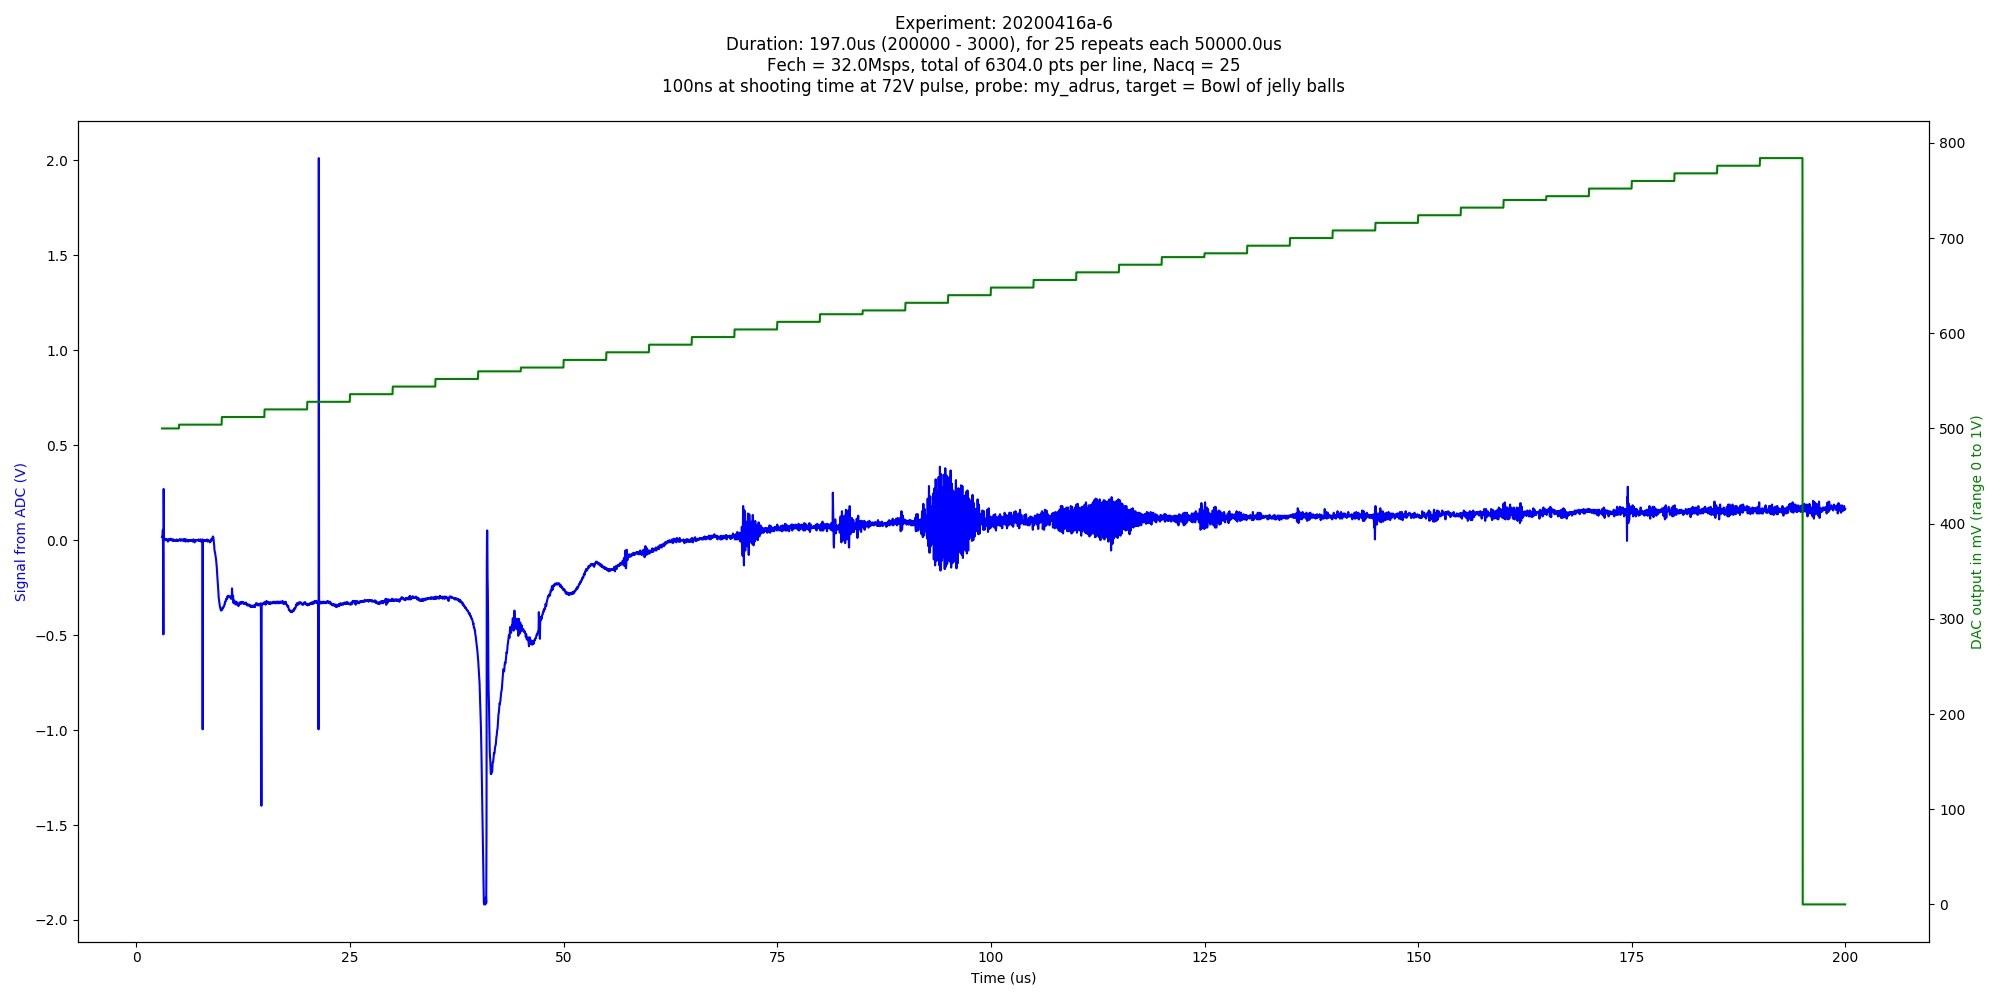 Experiment: 20200416a-6
Duration: 197.0us (200000 - 3000), for 25 repeats each 50000.0us
Fech = 32.0Msps, total of 6304.0 pts per line, Nacq = 25
100ns at shooting time at 72V pulse, probe: my_adrus, target = Bowl of jelly balls
Signal from ADC (V)
2.0
1.5
1.0
0.5
0.0
−0.5
−1.0
−1.5
−2.0
0 25 50 75 100 125 150 175 200
Time (us)
800
700
600
500
400
300
200
100
0
DAC output in mV (range 0 to 1V)